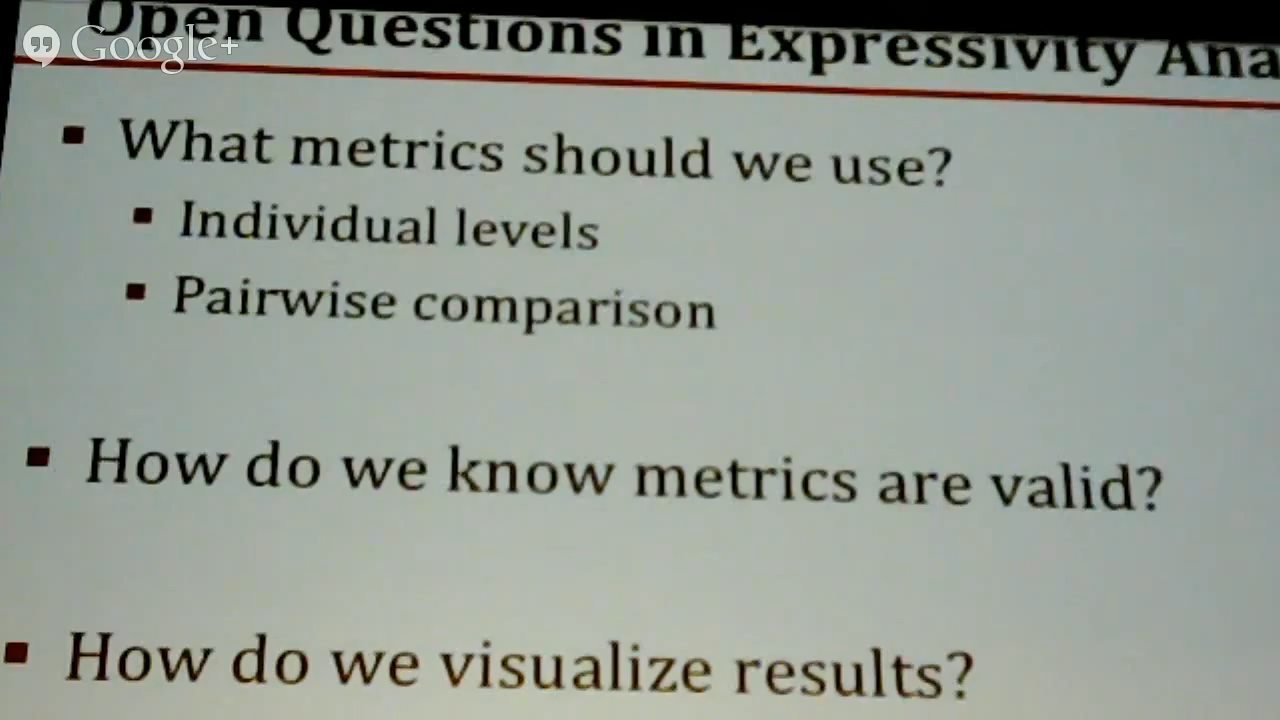 Google+
Open Questions in Expressivity Ana
What metrics should we use?
Individual levels
Pairwise comparison
How do we know metrics are valid?
How do we visualize results?